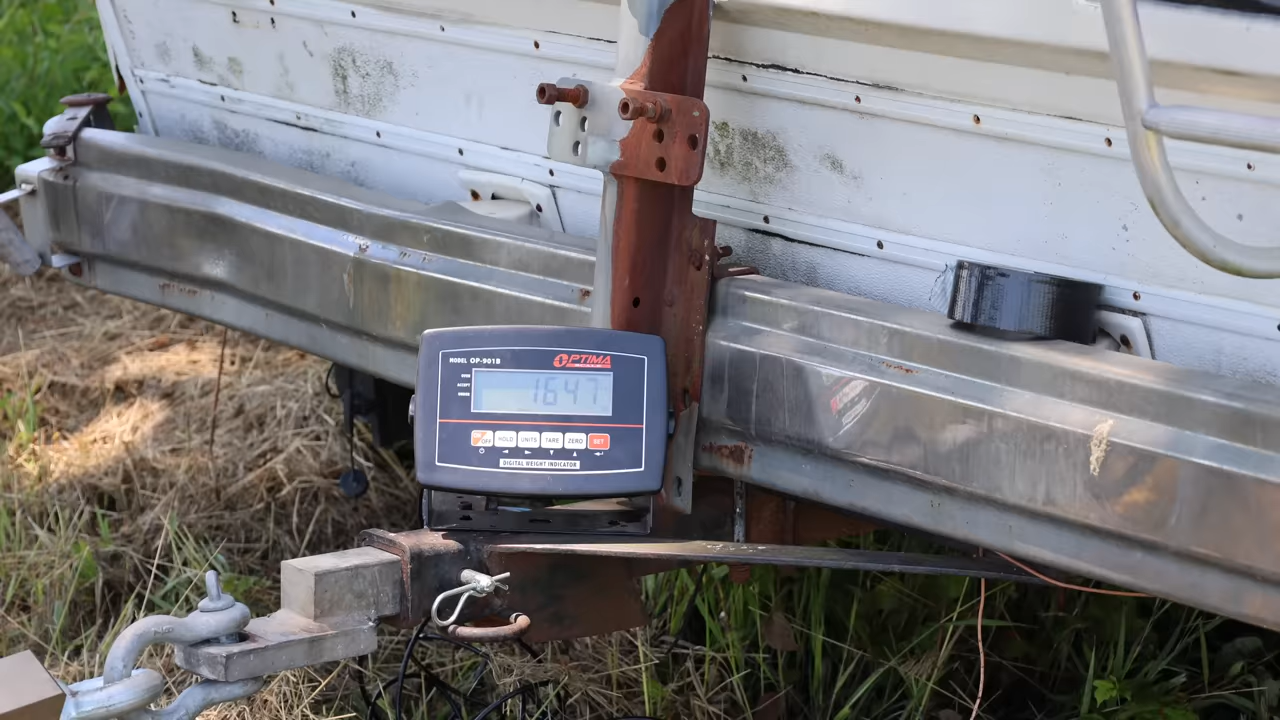 MODEL OP-901B
OPTIMA
1647
OFF HOLD UNITS TARE ZERO SET
DIGITAL WEIGHT INDICATOR